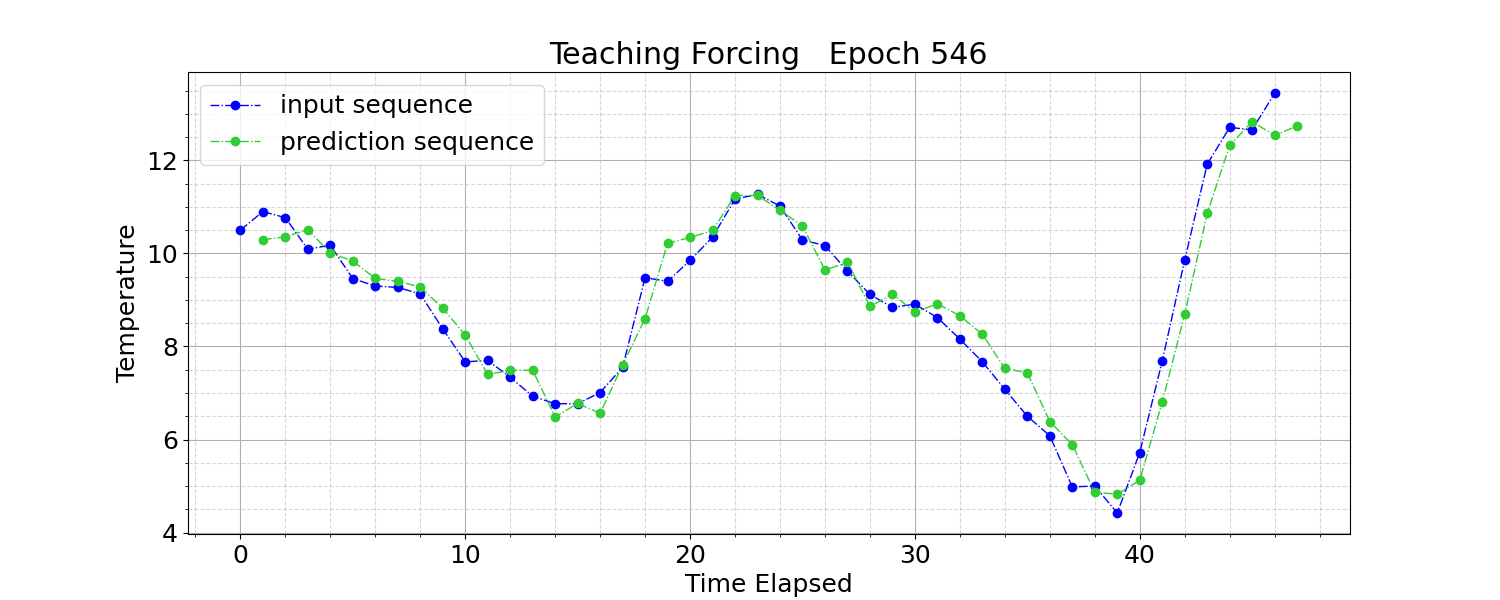 Teaching Forcing   Epoch 546
input sequence
prediction sequence
Temperature
12
10
8
6
4
0
10
20
30
40
Time Elapsed